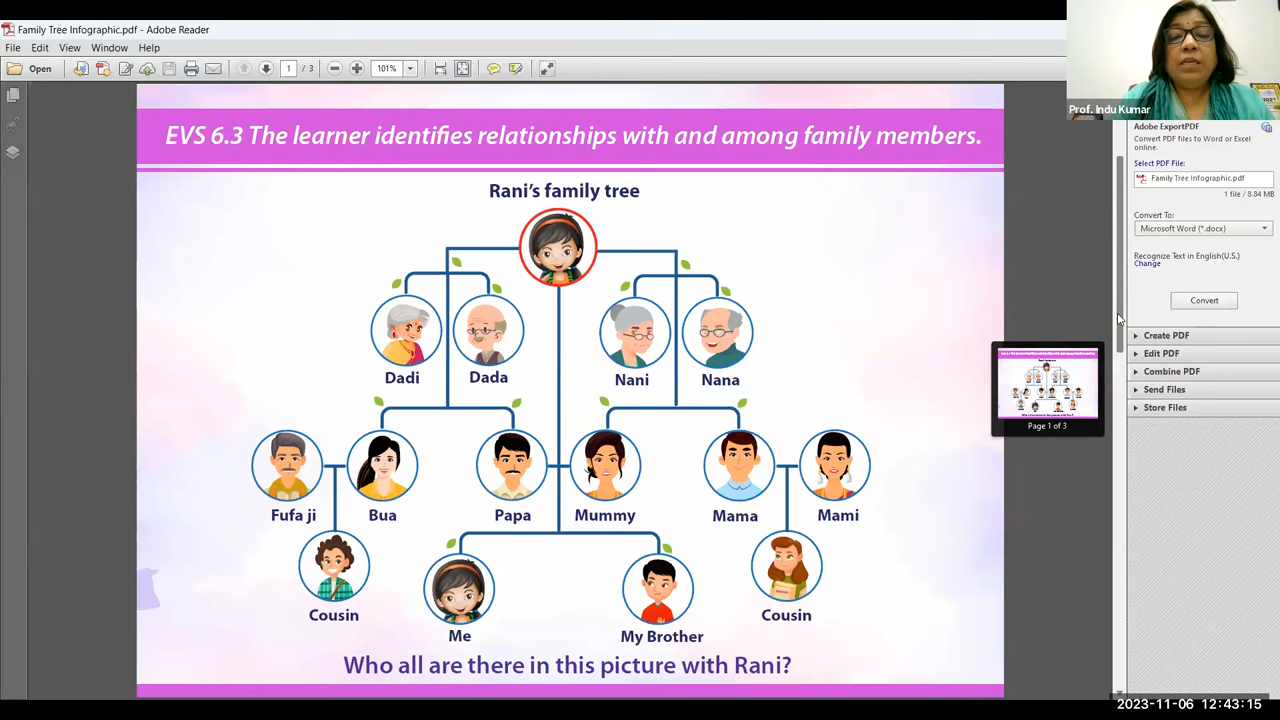 Family Tree Infographic.pdf - Adobe Reader
File Edit View Window Help
Open 1 / 3 101%
Prof. Indu Kumar
EVS 6.3 The learner identifies relationships with and among family members.
Rani's family tree
Dadi Dada Nani Nana
Fufa ji Bua Papa Mummy Mama Mami
Cousin Me My Brother Cousin
Who all are there in this picture with Rani?
Page 1 of 3
Adobe ExportPDF
Convert PDF files to Word or Excel
online.
Select PDF File:
Family Tree Infographic.pdf
1 file / 8.84 MB
Convert To:
Microsoft Word (*.docx)
Recognize Text in English(U.S.)
Change
Convert
Create PDF
Edit PDF
Combine PDF
Send Files
Store Files
2023-11-06 12:43:15